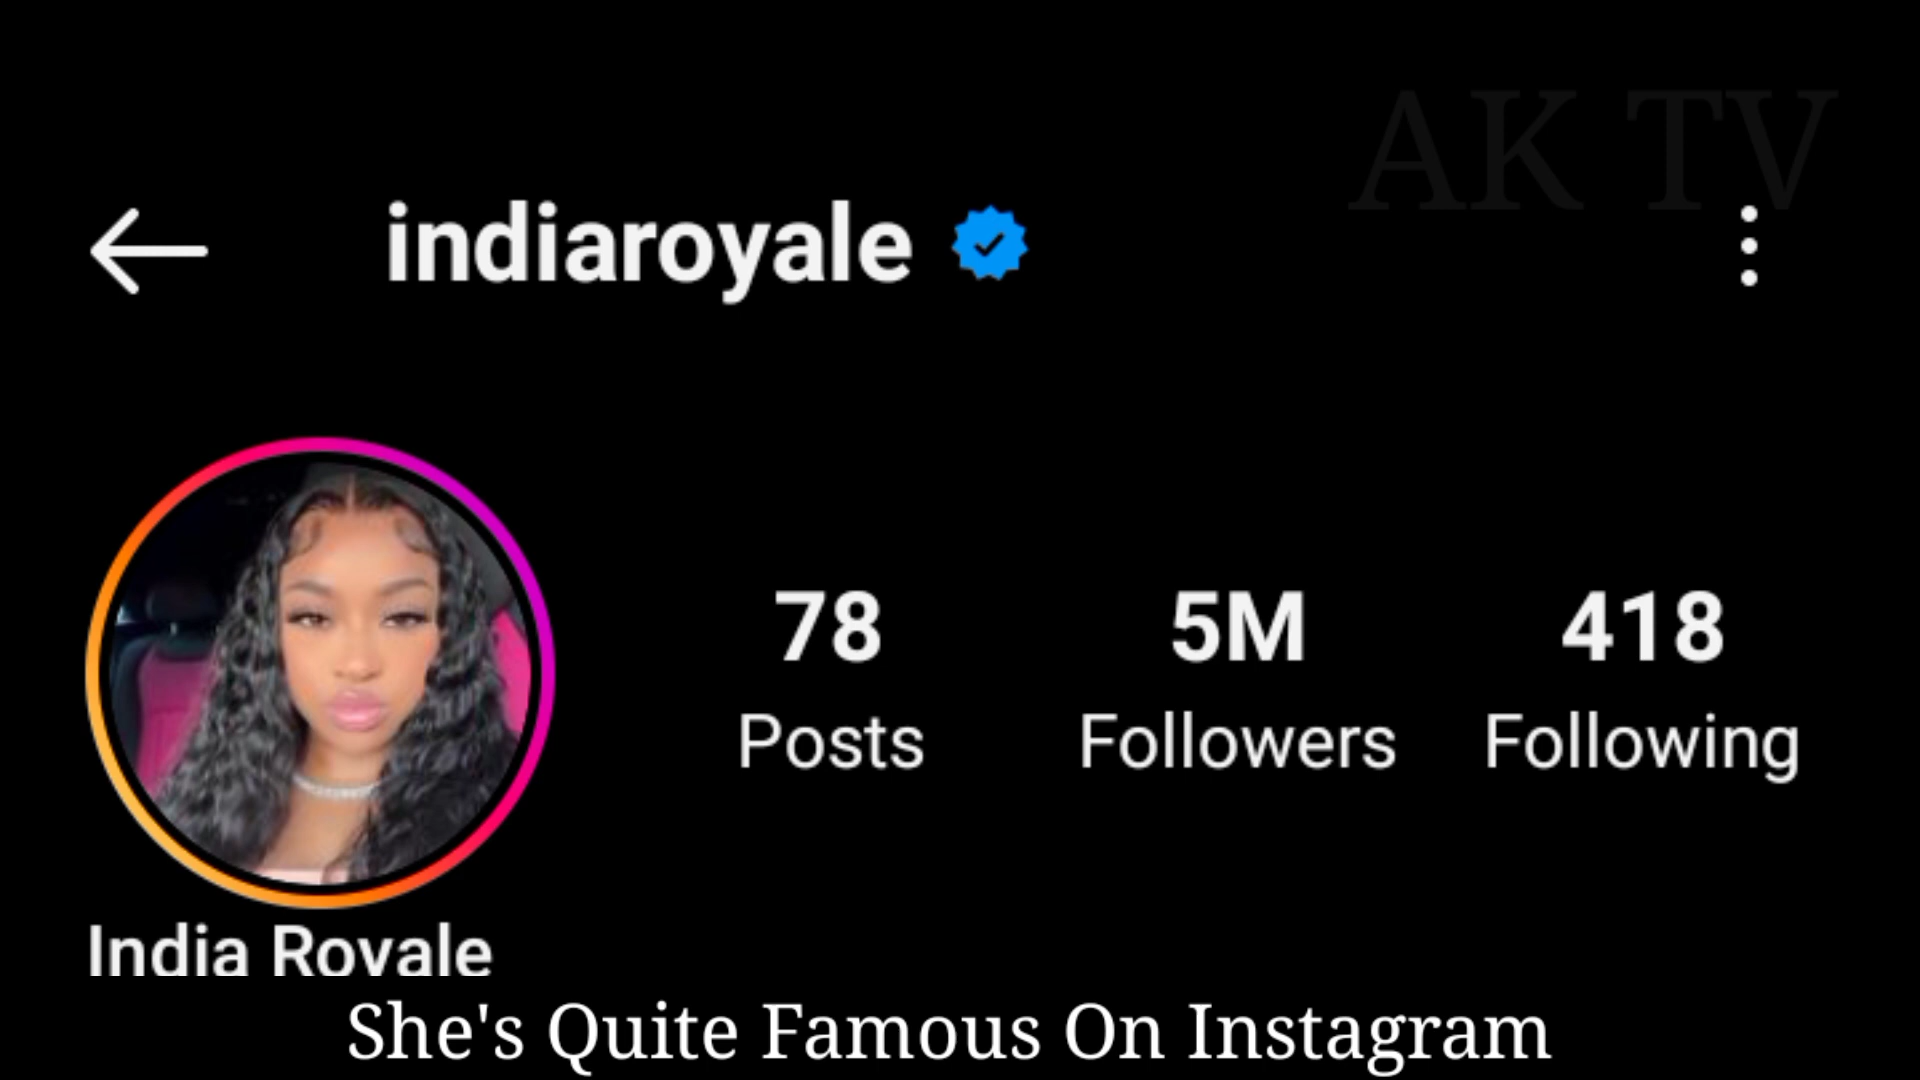 AK TV
indiaroyale
78 5M 418
Posts Followers Following
India Royale
She's Quite Famous On Instagram